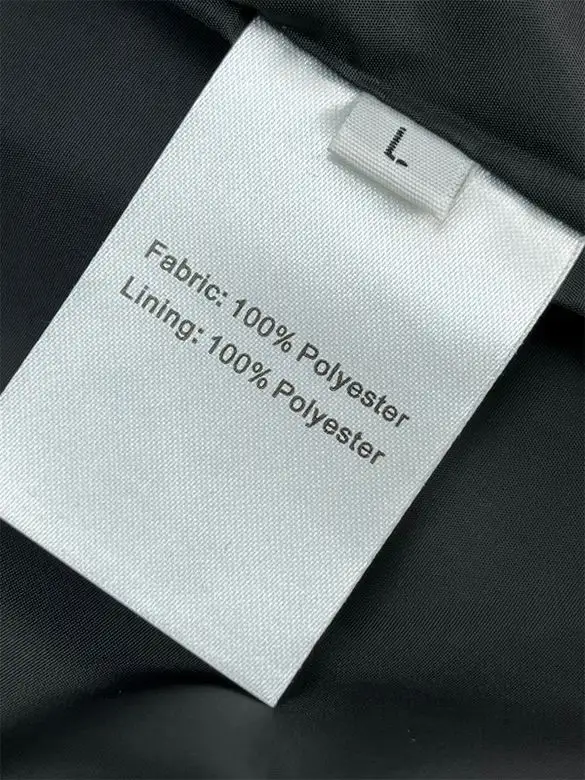 L
Fabric: 100% Polyester
Lining: 100% Polyester